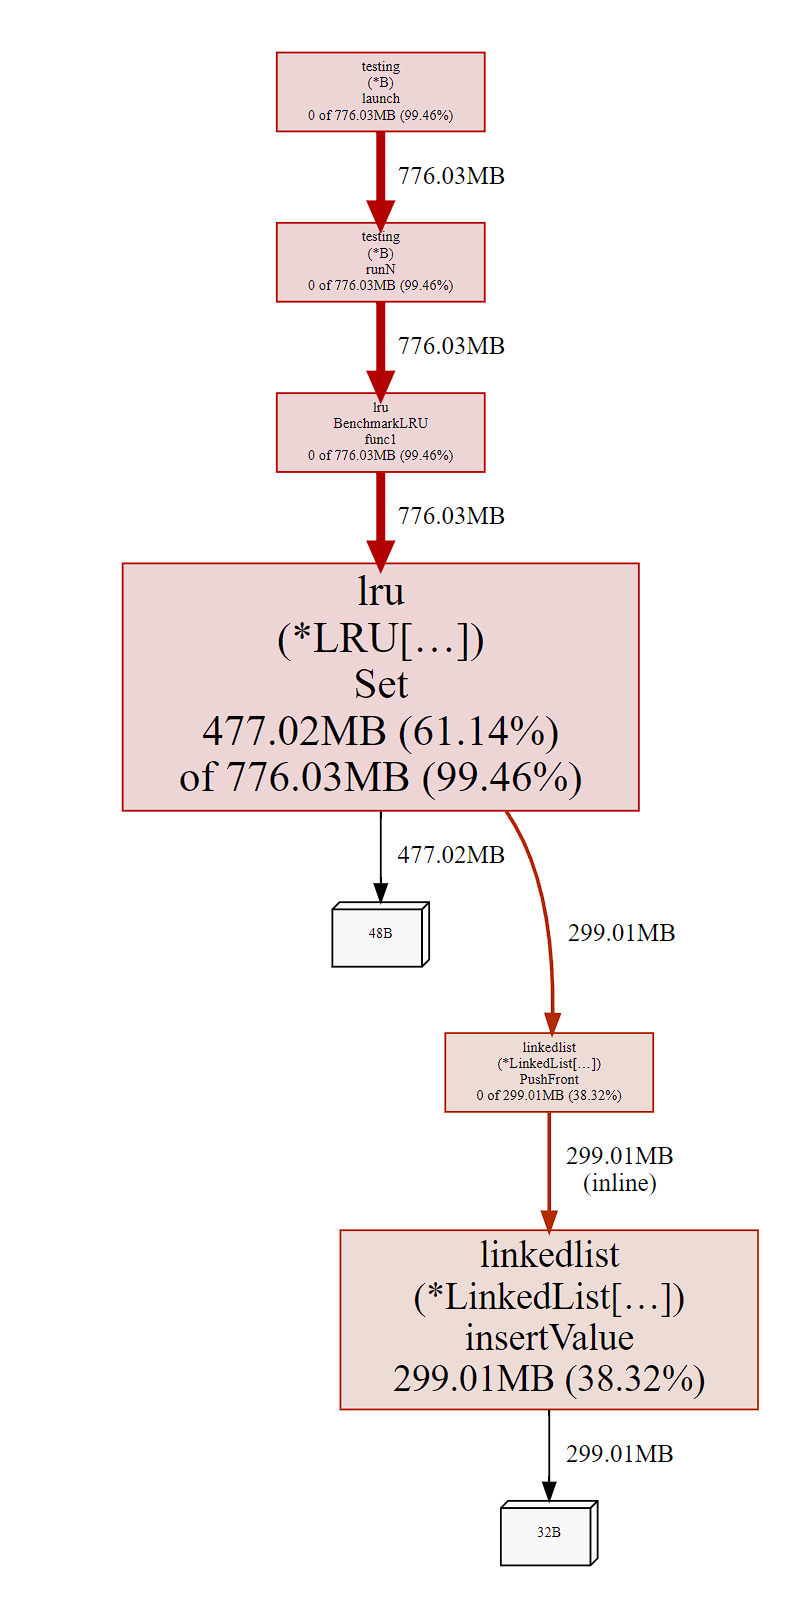 testing
(*B)
launch
0 of 776.03MB (99.46%)
776.03MB
testing
(*B)
runN
0 of 776.03MB (99.46%)
776.03MB
lru
BenchmarkLRU
func1
0 of 776.03MB (99.46%)
776.03MB
lru
(*LRU[…])
Set
477.02MB (61.14%)
of 776.03MB (99.46%)
477.02MB
48B
299.01MB
linkedlist
(*LinkedList[…])
PushFront
0 of 299.01MB (38.32%)
299.01MB
(inline)
linkedlist
(*LinkedList[…])
insertValue
299.01MB (38.32%)
299.01MB
32B